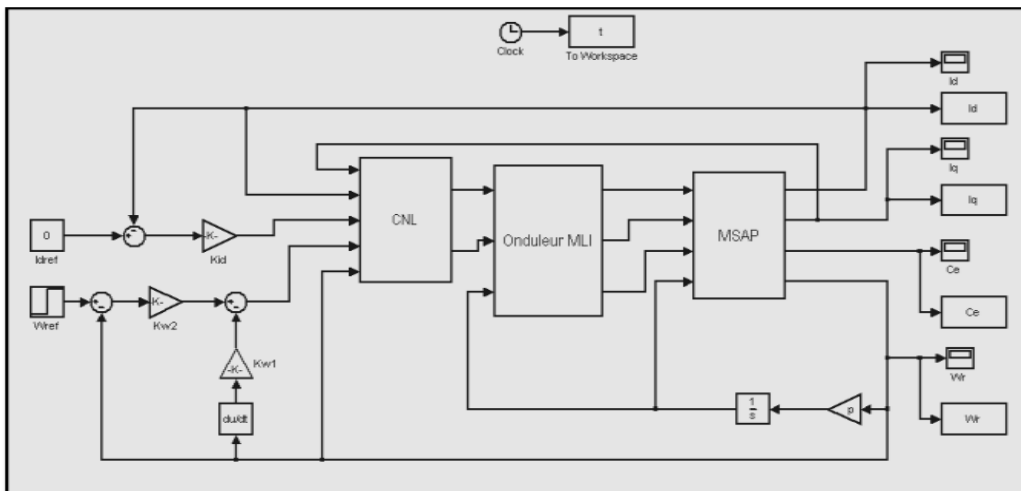 t
Clock
To Workspace
Id
Id
Iq
Iq
CNL
Onduleur MLI
MSAP
0
Idref
-K-
Kid
Ce
Ce
Wref
K-
Kw2
-K-
Kw1
du/dt
1
s
p
Wr
Wr